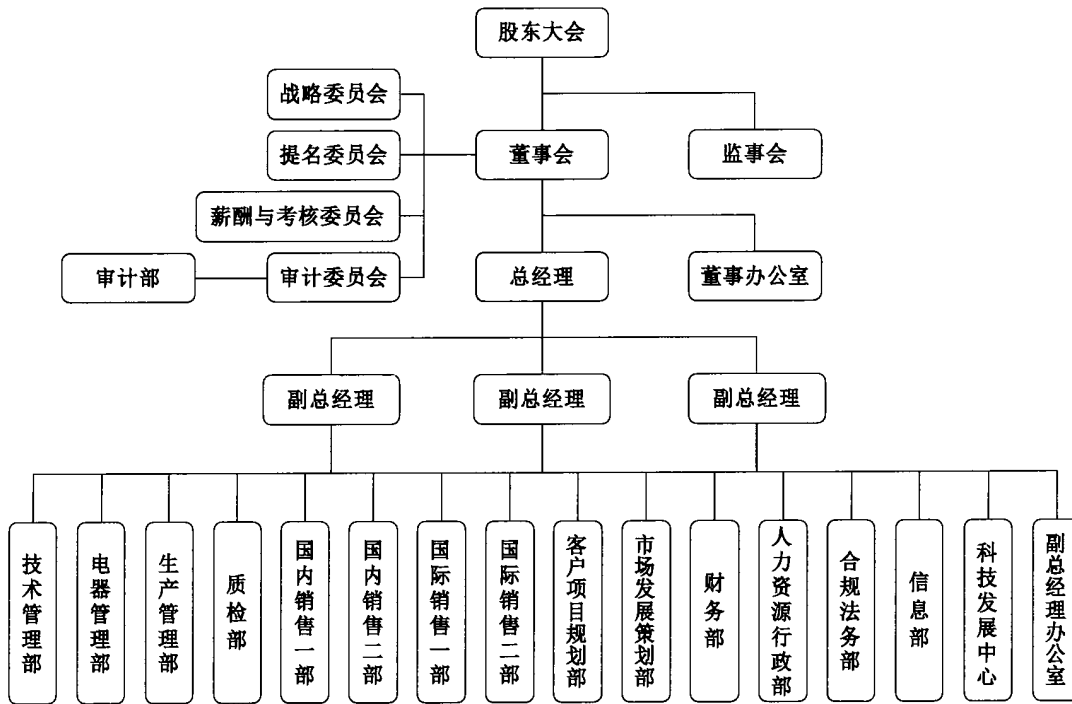 股东大会
战略委员会
提名委员会
董事会
监事会
薪酬与考核委员会
审计部
审计委员会
总经理
董事办公室
副总经理
副总经理
副总经理
技术管理部
电器管理部
生产管理部
质检部
国内销售一部
国内销售二部
国际销售一部
国际销售二部
客户项目规划部
市场发展策划部
财务部
人力资源行政部
合规法务部
信息部
科技发展中心
副总经理办公室